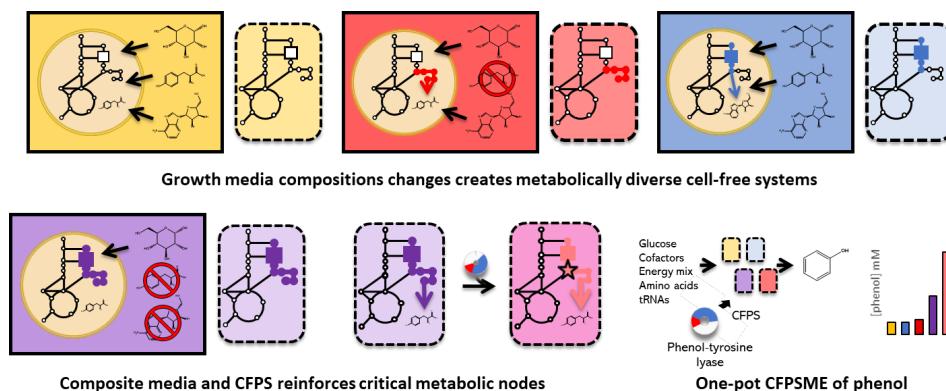 Growth media compositions changes creates metabolically diverse cell-free systems
Glucose
Cofactors
Energy mix
Amino acids
tRNAs
CFPS
Phenol-tyrosine
lyase
OH
[phenol] mM
Composite media and CFPS reinforces critical metabolic nodes
One-pot CFPSME of phenol